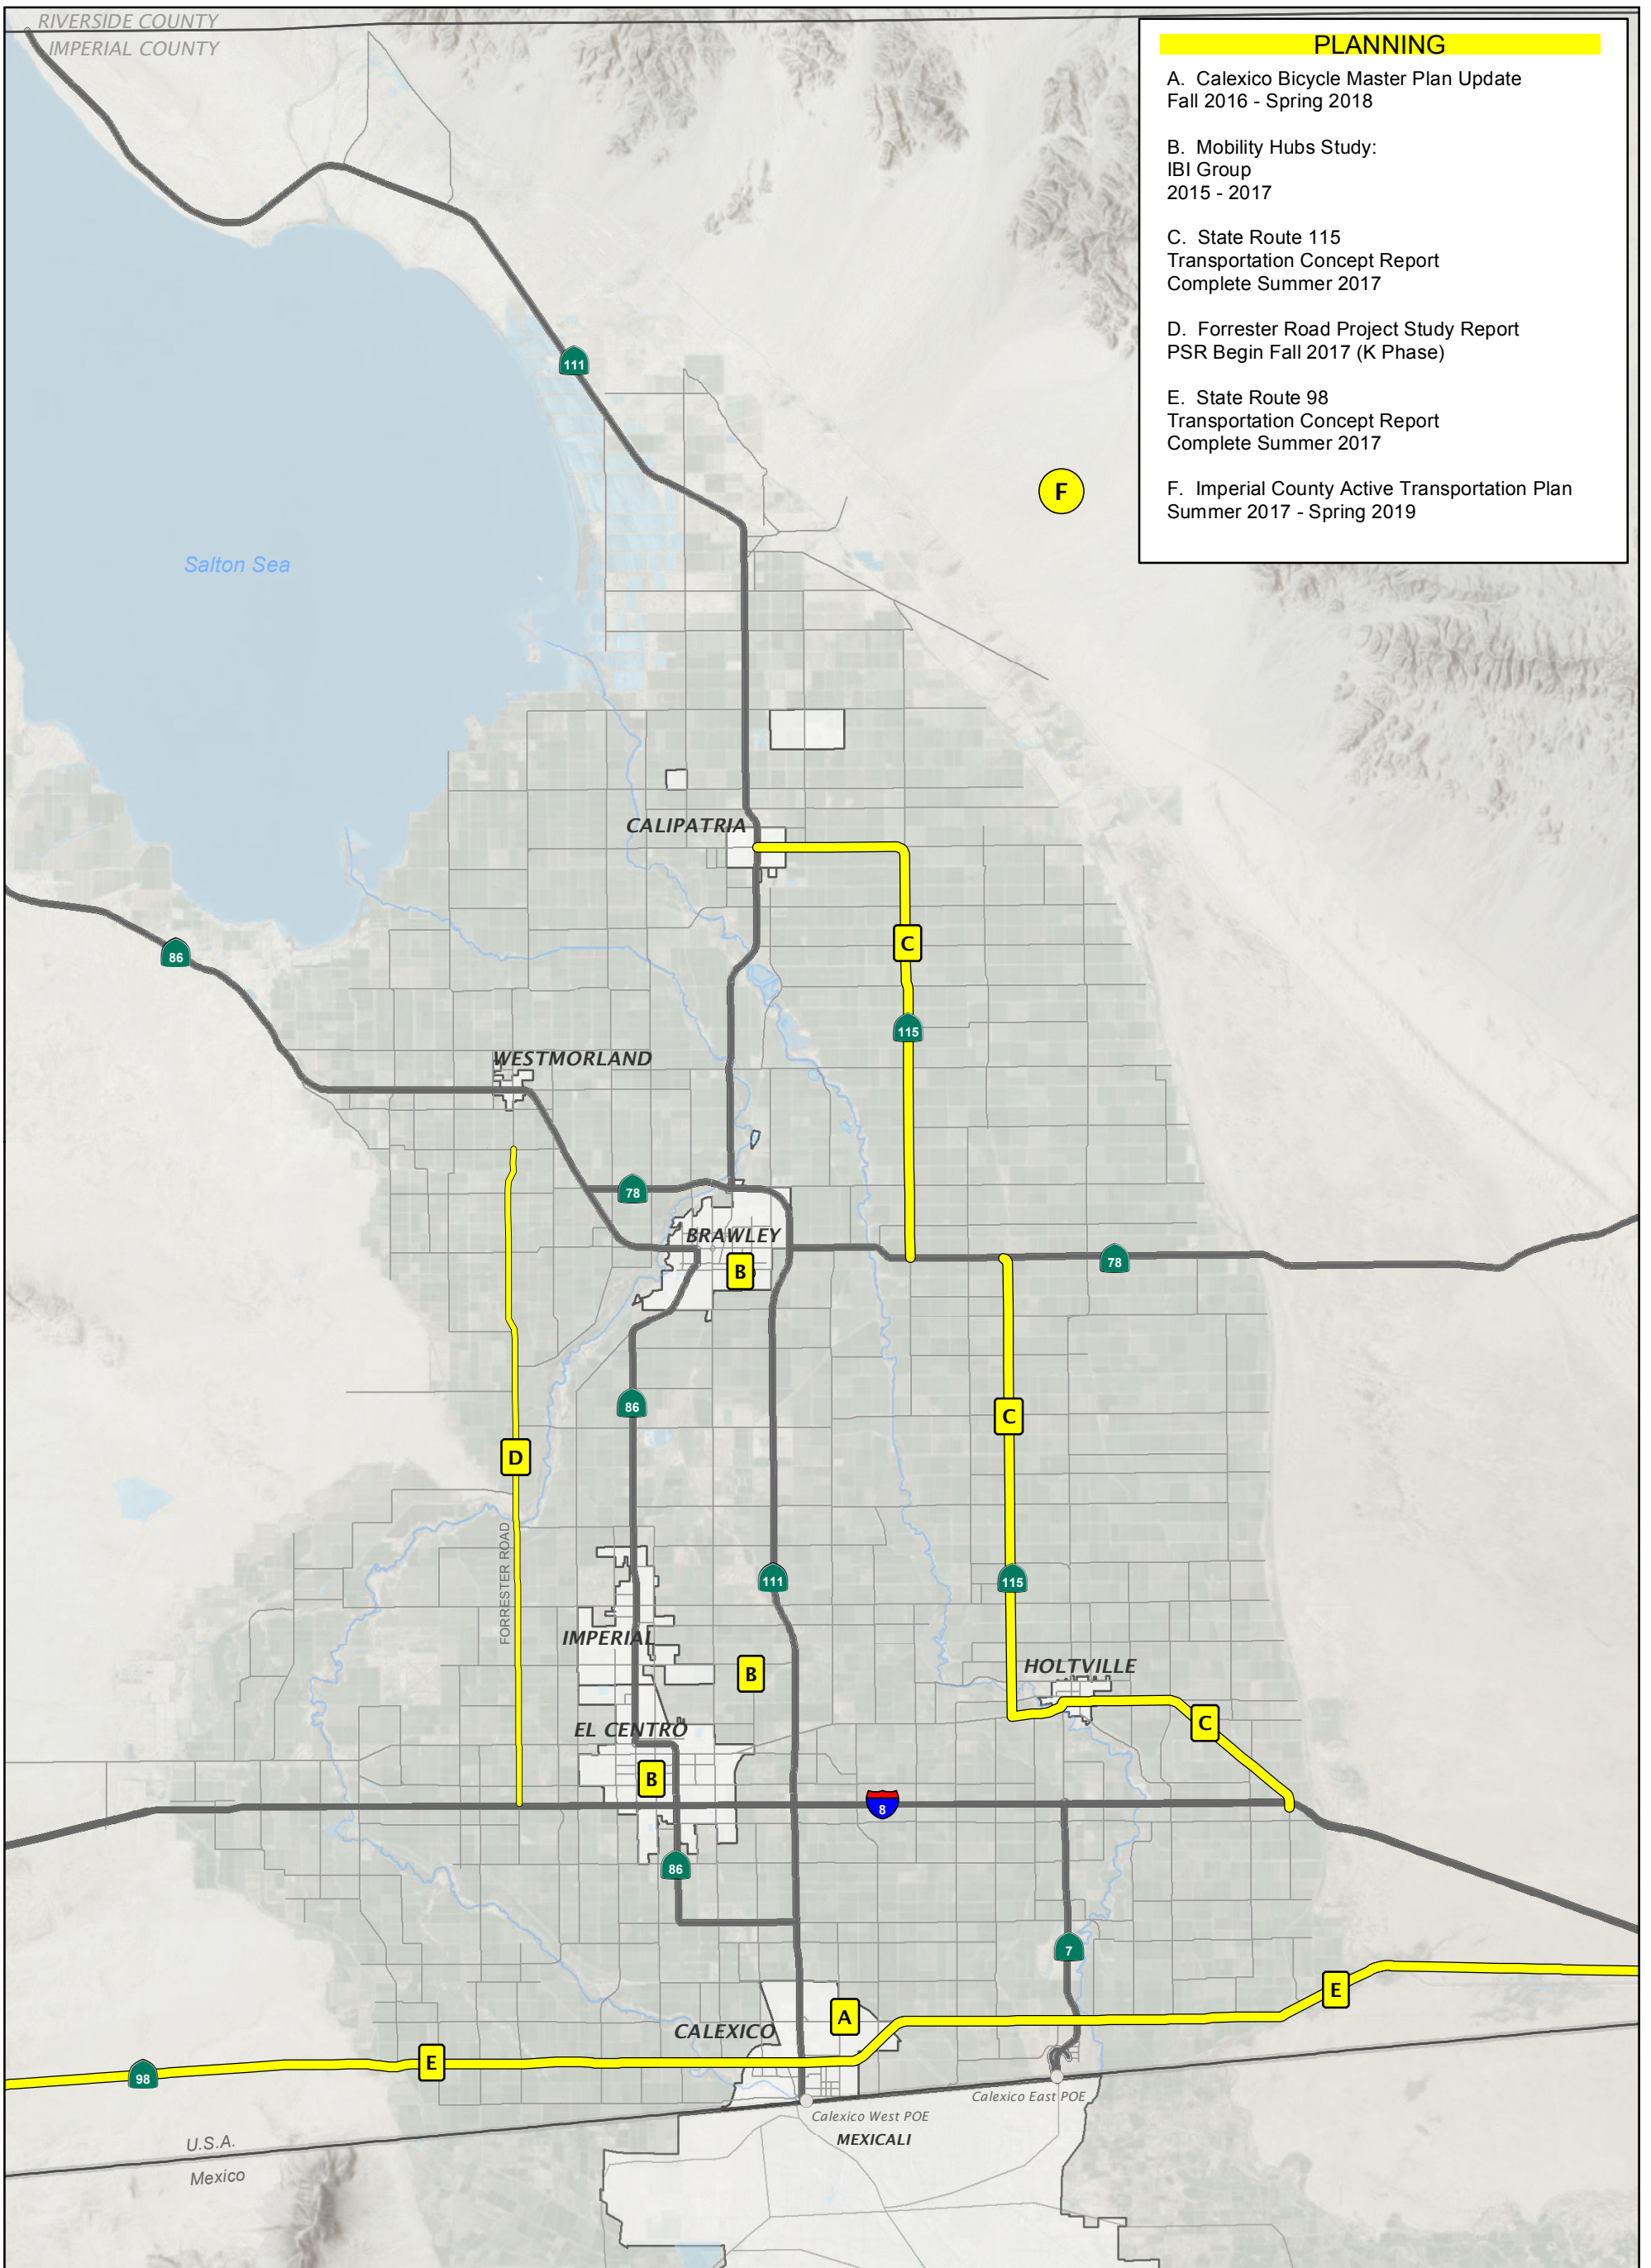 RIVERSIDE COUNTY
IMPERIAL COUNTY
PLANNING
A. Calexico Bicycle Master Plan Update
Fall 2016 - Spring 2018
B. Mobility Hubs Study:
IBI Group
2015 - 2017
C. State Route 115
Transportation Concept Report
Complete Summer 2017
D. Forrester Road Project Study Report
PSR Begin Fall 2017 (K Phase)
E. State Route 98
Transportation Concept Report
Complete Summer 2017
F. Imperial County Active Transportation Plan
Summer 2017 - Spring 2019
111
F
Salton Sea
CALIPATRIA
C
86
115
WESTMORLAND
78
BRAWLEY
B
78
86
C
D
FORRESTER ROAD
111
115
IMPERIAL
B
HOLTVILLE
EL CENTRO
C
B
8
86
7
E
A
CALEXICO
E
98
Calexico East POE
Calexico West POE
MEXICALI
U.S.A.
Mexico